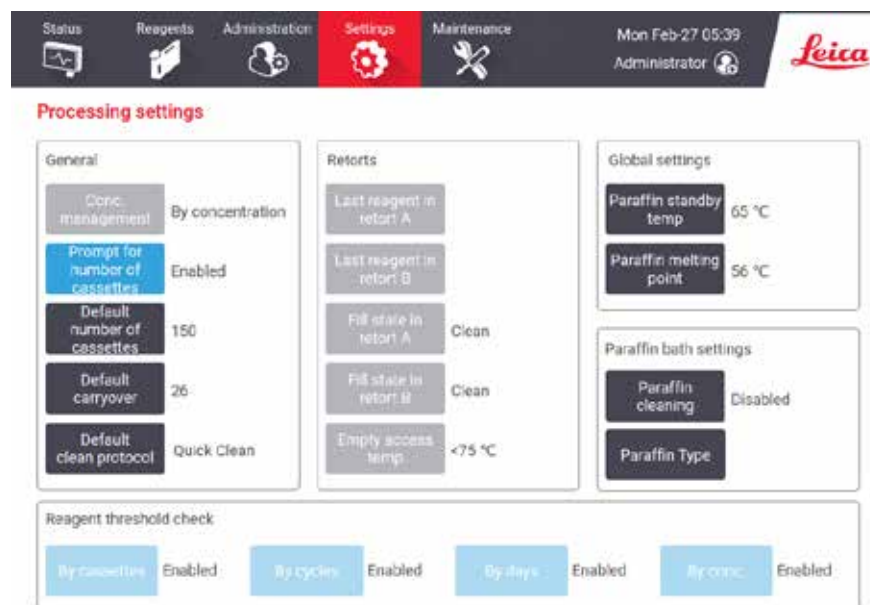 Status
Reagents
Administration
Settings
Maintenance
Mon Feb-27 05:39
Administrator
Leica
Processing settings
General
Conc.
management
By concentration
Prompt for
number of
cassettes
Enabled
Default
number of
cassettes
150
Default
carryover
26
Default
clean protocol
Quick Clean
Retorts
Last reagent in
retort A
Last reagent in
retort B
Fill state in
retort A
Clean
Fill state in
retort B
Clean
Empty access
temp
<75 °C
Global settings
Paraffin standby
temp
65 °C
Paraffin melting
point
56 °C
Paraffin bath settings
Paraffin
cleaning
Disabled
Paraffin Type
Reagent threshold check
By cassettes
Enabled
By cycles
Enabled
By days
Enabled
By conc.
Enabled